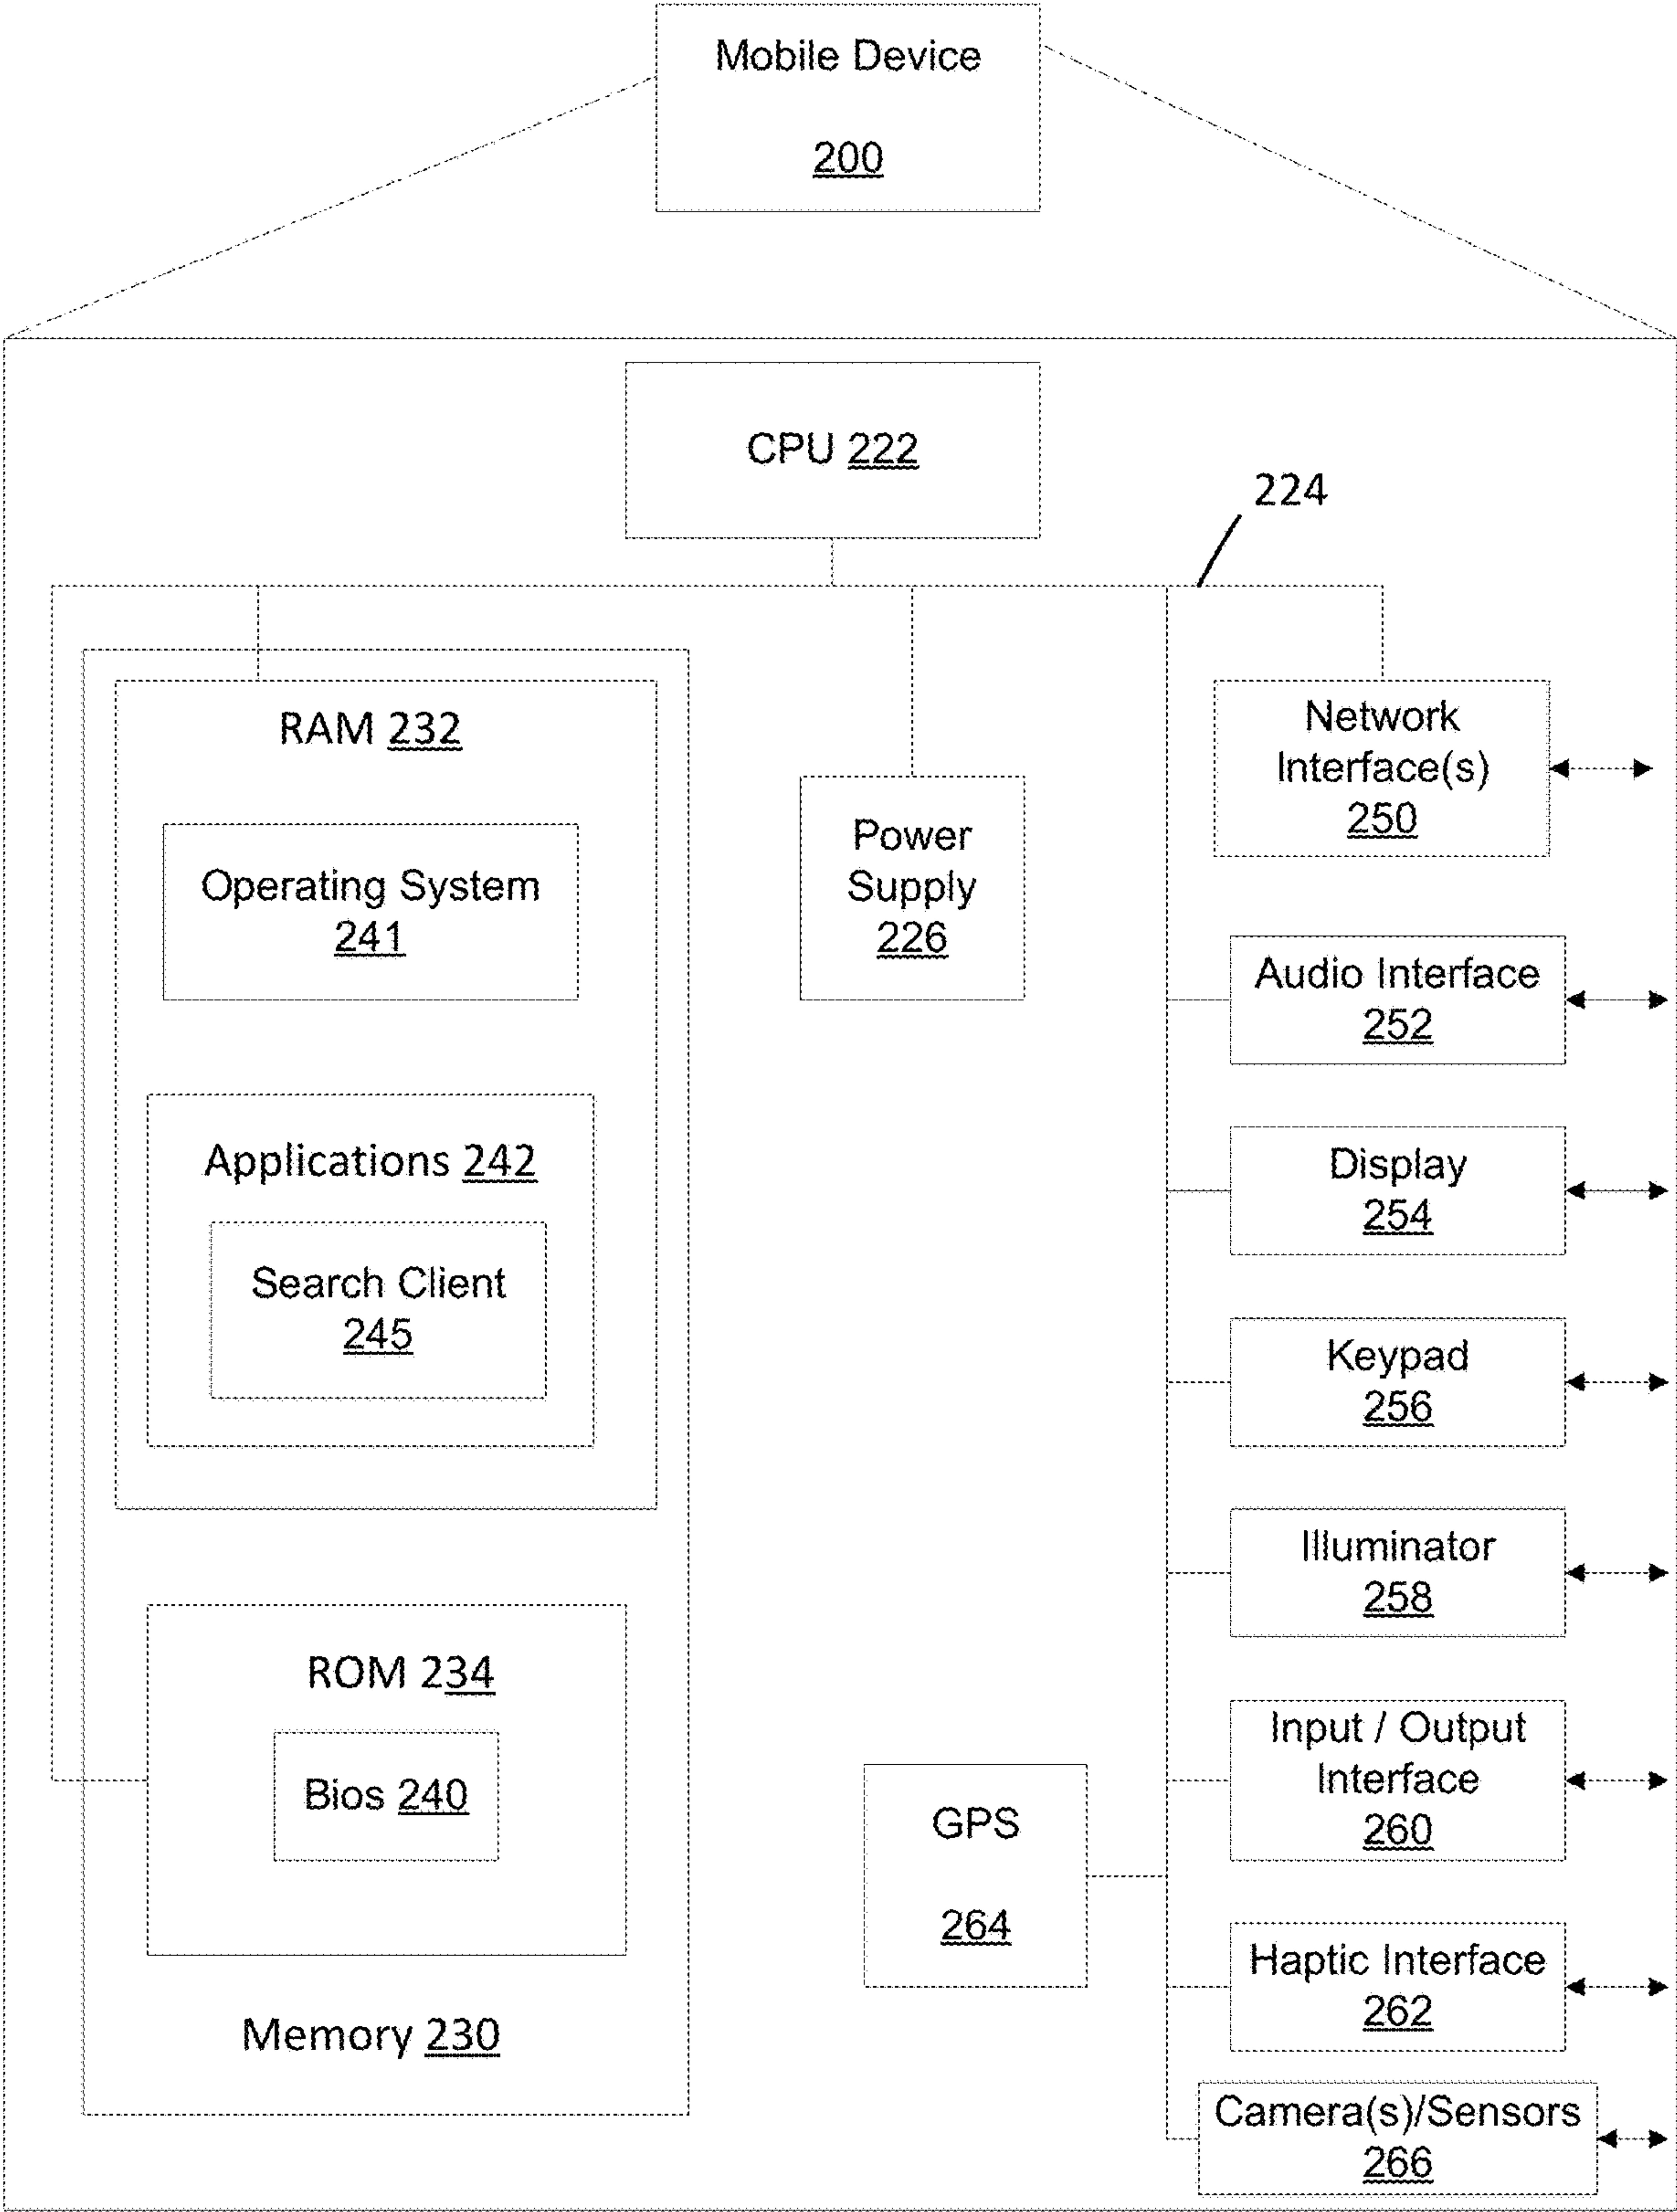 Mobile Device
200
CPU 222
224
RAM 232
Operating System
241
Applications 242
Search Client
245
ROM 234
Bios 240
Memory 230
Power
Supply
226
GPS
264
Network
Interface(s)
250
Audio Interface
252
Display
254
Keypad
256
Illuminator
258
Input / Output
Interface
260
Haptic Interface
262
Camera(s)/Sensors
266